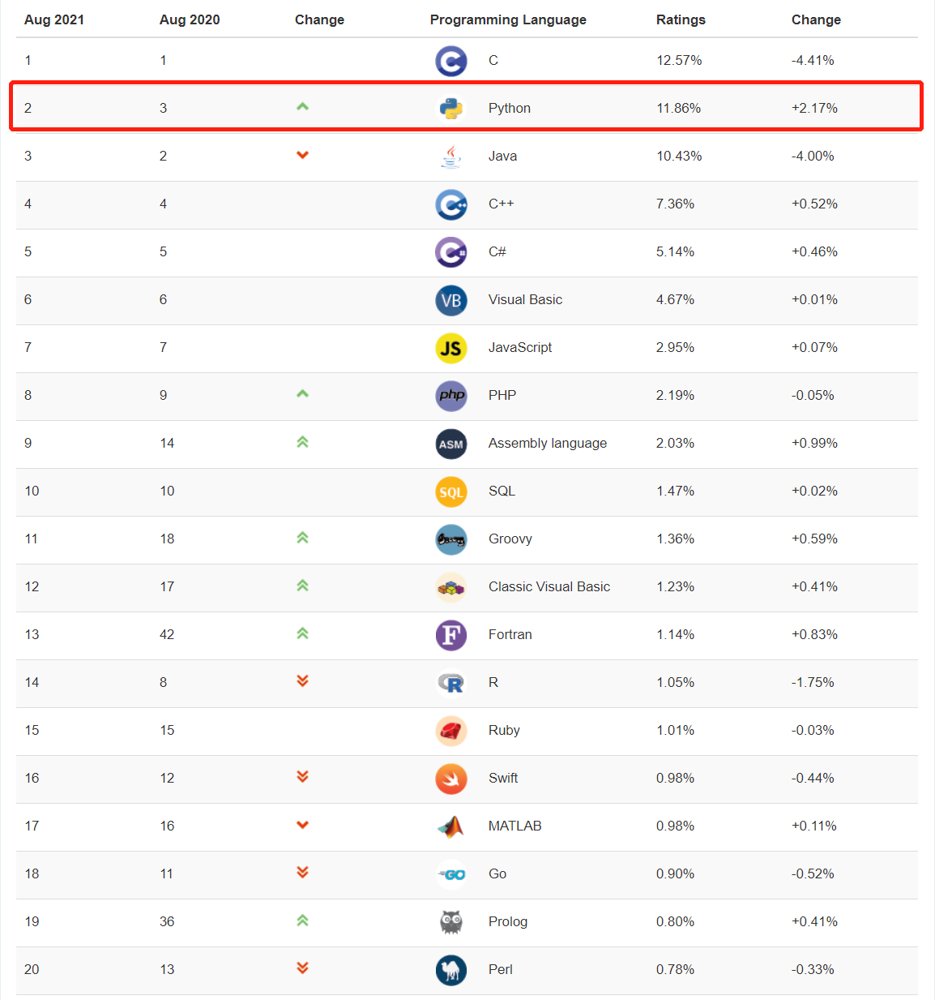 Aug 2021 Aug 2020 Change Programming Language Ratings Change
1 1 C C 12.57% -4.41%
2 3 Python 11.86% +2.17%
3 2 Java 10.43% -4.00%
4 4 C++ C++ 7.36% +0.52%
5 5 C# C# 5.14% +0.46%
6 6 VB Visual Basic 4.67% +0.01%
7 7 JS JavaScript 2.95% +0.07%
8 9 php PHP 2.19% -0.05%
9 14 ASM Assembly language 2.03% +0.99%
10 10 SQL SQL 1.47% +0.02%
11 18 Groovy 1.36% +0.59%
12 17 Classic Visual Basic 1.23% +0.41%
13 42 F Fortran 1.14% +0.83%
14 8 R R 1.05% -1.75%
15 15 Ruby 1.01% -0.03%
16 12 Swift 0.98% -0.44%
17 16 MATLAB 0.98% +0.11%
18 11 GO Go 0.90% -0.52%
19 36 Prolog 0.80% +0.41%
20 13 Perl 0.78% -0.33%